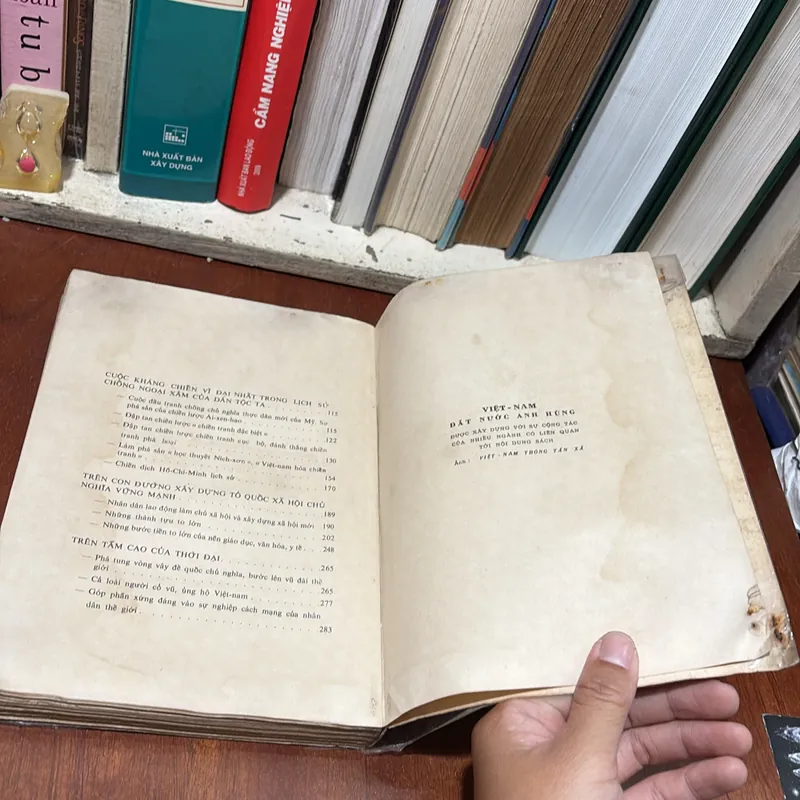 tu b
NHÀ XUẤT BẢN
XÂY DỰNG
CẨM NANG NGHIỆ
NHÀ XUẤT BẢN LAO ĐỘNG
CUỘC KHÁNG CHIẾN VĨ ĐẠI NHẤT TRONG LỊCH SỬ
CHỐNG NGOẠI XÂM CỦA DÂN TỘC TA. 115
— Cuộc đấu tranh chống chủ nghĩa thực dân mới của Mỹ. Sự
phá sản của chiến lược Ai-xen-hao 115
— Đập tan chiến lược « chiến tranh đặc biệt » 122
— Đập tan chiến lược chiến tranh cục bộ, đánh thắng chiến
tranh phá hoại 130
— Làm phá sản « học thuyết Ních-xơn », « Việt-nam hóa chiến
tranh » 154
— Chiến dịch Hồ-Chí-Minh lịch sử 170
TRÊN CON ĐƯỜNG XÂY DỰNG TỔ QUỐC XÃ HỘI CHỦ
NGHĨA VỮNG MẠNH 189
— Nhân dân lao động làm chủ xã hội và xây dựng xã hội mới 190
— Những thành tựu to lớn 202
— Những bước tiến to lớn của nền giáo dục, văn hóa, y tế 248
TRÊN TẦM CAO CỦA THỜI ĐẠI 265
— Phá tung vòng vây đế quốc chủ nghĩa, bước lên vũ đài thế
giới 265
— Cả loài người cổ vũ, ủng hộ Việt-nam 277
— Góp phần xứng đáng vào sự nghiệp cách mạng của nhân
dân thế giới 283
VIỆT-NAM
ĐẤT NƯỚC ANH HÙNG
ĐƯỢC XÂY DỰNG VỚI SỰ CỘNG TÁC
CỦA NHIỀU NGÀNH CÓ LIÊN QUAN
TỚI NỘI DUNG SÁCH
Ảnh: VIỆT-NAM THÔNG TẤN XÃ